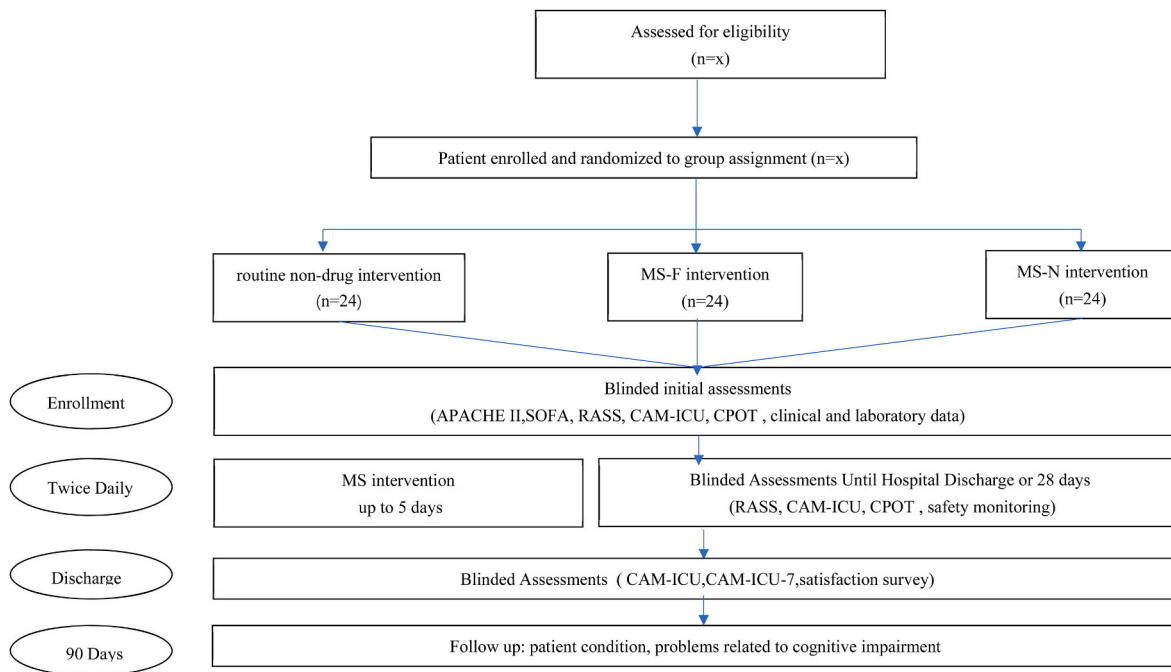 Assessed for eligibility
(n=x)
Patient enrolled and randomized to group assignment (n=x)
routine non-drug intervention
(n=24)
MS-F intervention
(n=24)
MS-N intervention
(n=24)
Enrollment
Blinded initial assessments
(APACHE II,SOFA, RASS, CAM-ICU, CPOT , clinical and laboratory data)
Twice Daily
MS intervention
up to 5 days
Blinded Assessments Until Hospital Discharge or 28 days
(RASS, CAM-ICU, CPOT , safety monitoring)
Discharge
Blinded Assessments ( CAM-ICU,CAM-ICU-7,satisfaction survey)
90 Days
Follow up: patient condition, problems related to cognitive impairment